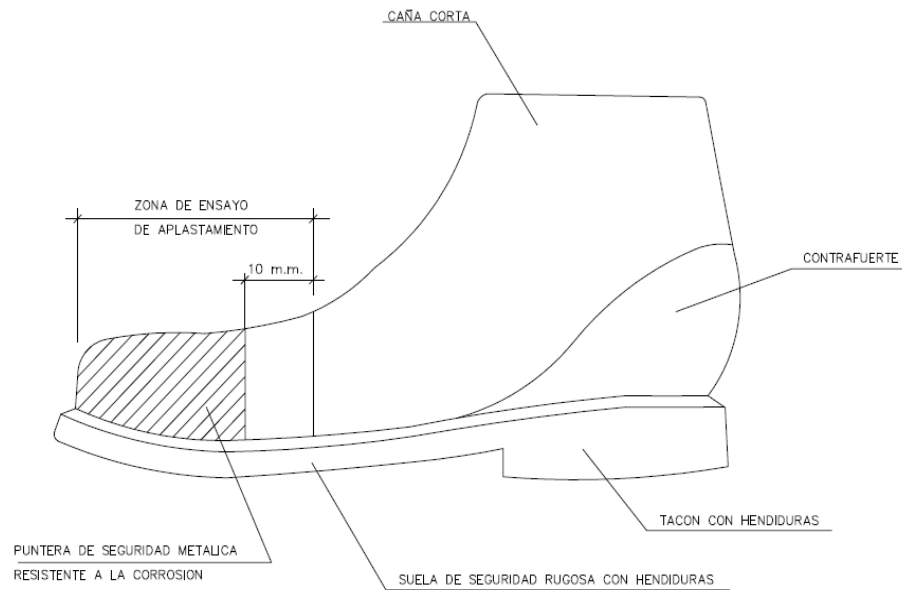 CAÑA CORTA
ZONA DE ENSAYO
DE APLASTAMIENTO
10 m.m.
CONTRAFUERTE
TACON CON HENDIDURAS
PUNTERA DE SEGURIDAD METALICA
RESISTENTE A LA CORROSION
SUELA DE SEGURIDAD RUGOSA CON HENDIDURAS